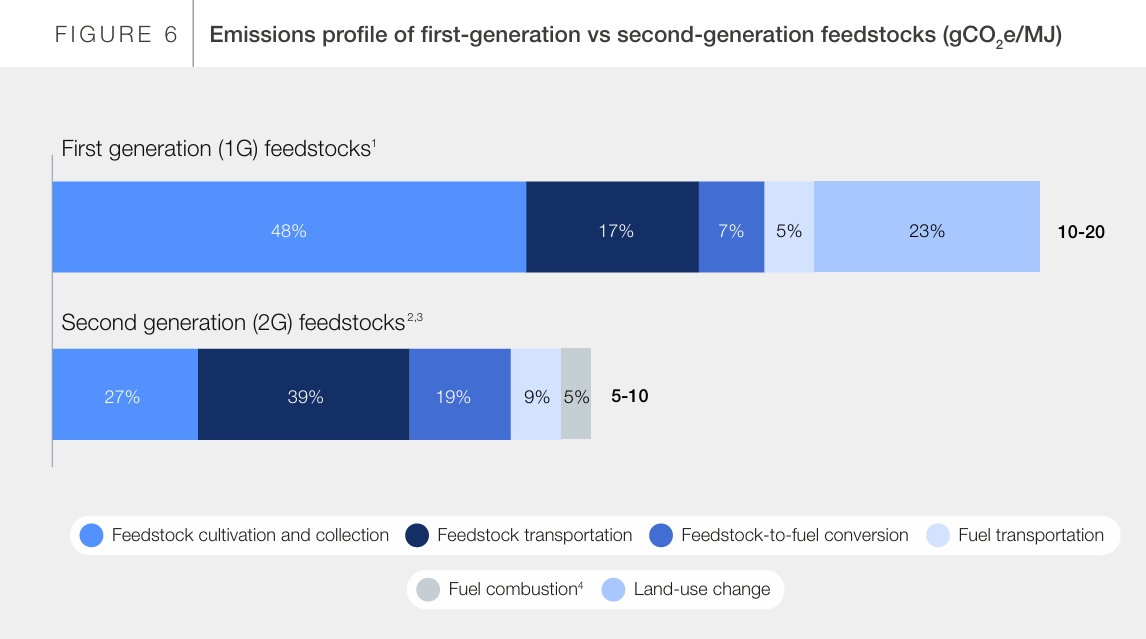 FIGURE 6
Emissions profile of first-generation vs second-generation feedstocks (gCO₂e/MJ)
First generation (1G) feedstocks¹
48% 17% 7% 5% 23% 10-20
Second generation (2G) feedstocks²,³
27% 39% 19% 9% 5% 5-10
Feedstock cultivation and collection Feedstock transportation Feedstock-to-fuel conversion Fuel transportation
Fuel combustion⁴ Land-use change